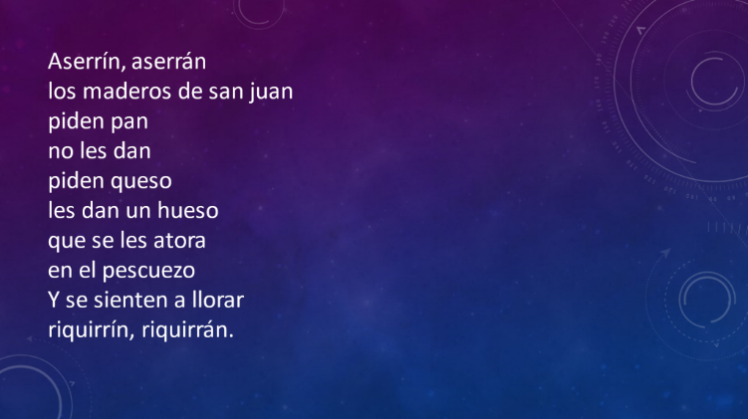 Aserrín, aserrán
los maderos de san juan
piden pan
no les dan
piden queso
les dan un hueso
que se les atora
en el pescuezo
Y se sienten a llorar
riquirrín, riquirrán.